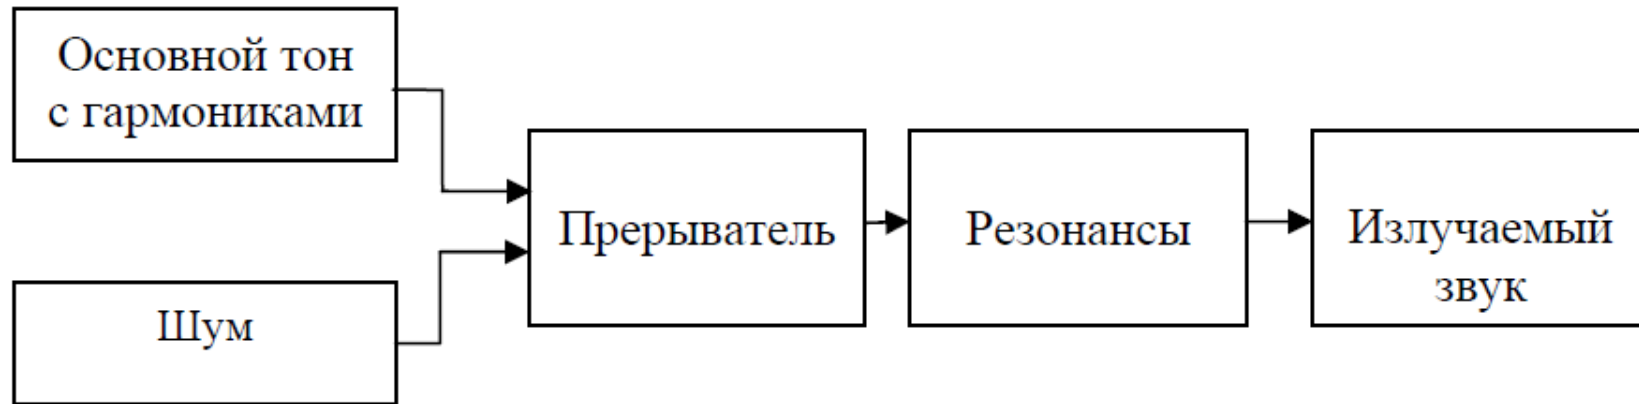 Основной тон
с гармониками
Шум
Прерыватель
Резонансы
Излучаемый
звук